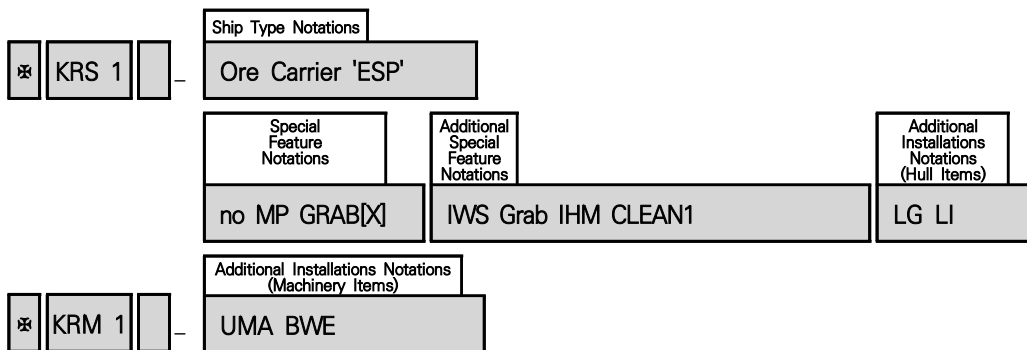 Ship Type Notations
✠ KRS 1 _ Ore Carrier 'ESP'
Special
Feature
Notations
Additional
Special
Feature
Notations
Additional
Installations
Notations
(Hull Items)
no MP GRAB[X] IWS Grab IHM CLEAN1 LG LI
Additional Installations Notations
(Machinery Items)
✠ KRM 1 _ UMA BWE